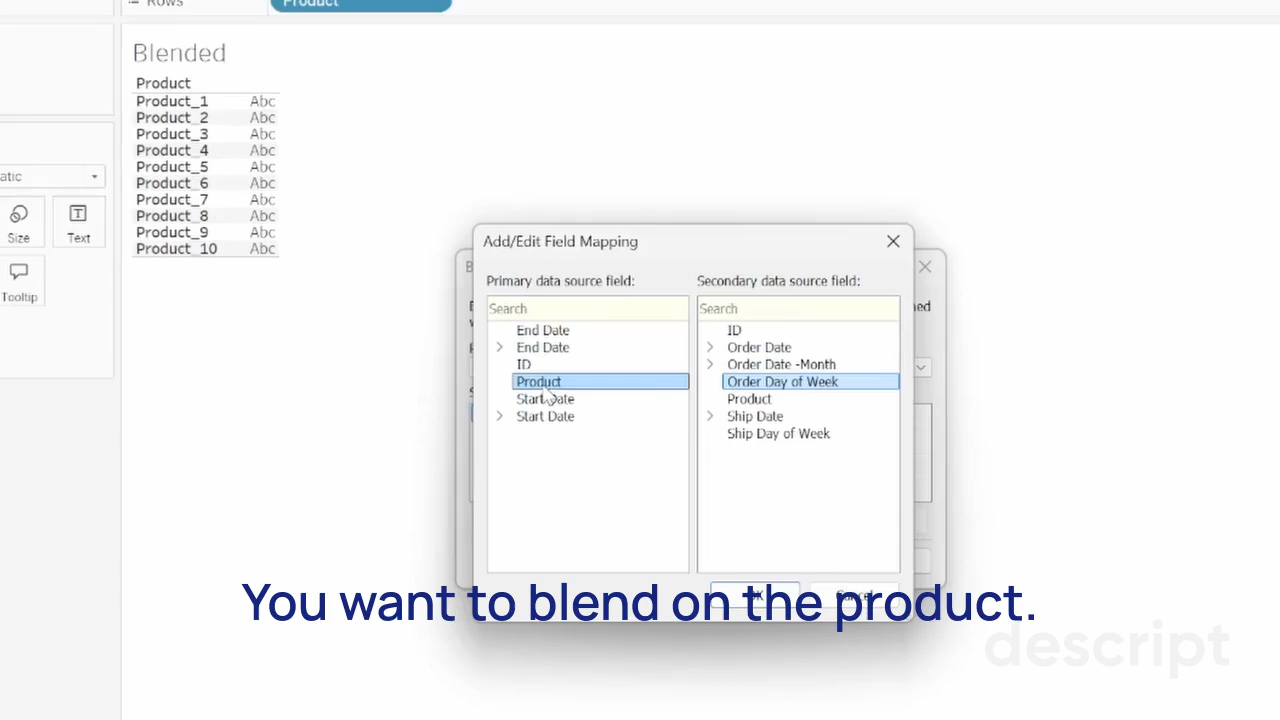 Rows
Product
Blended
Product
Product_1 Abc
Product_2 Abc
Product_3 Abc
Product_4 Abc
Product_5 Abc
Product_6 Abc
Product_7 Abc
Product_8 Abc
Product_9 Abc
Product_10 Abc
atic
Size
Text
Tooltip
Add/Edit Field Mapping
Primary data source field:
Search
End Date
End Date
ID
Product
Start Date
Start Date
Secondary data source field:
Search
ID
Order Date
Order Date -Month
Order Day of Week
Product
Ship Date
Ship Day of Week
OK
Cancel
You want to blend on the product.
descript